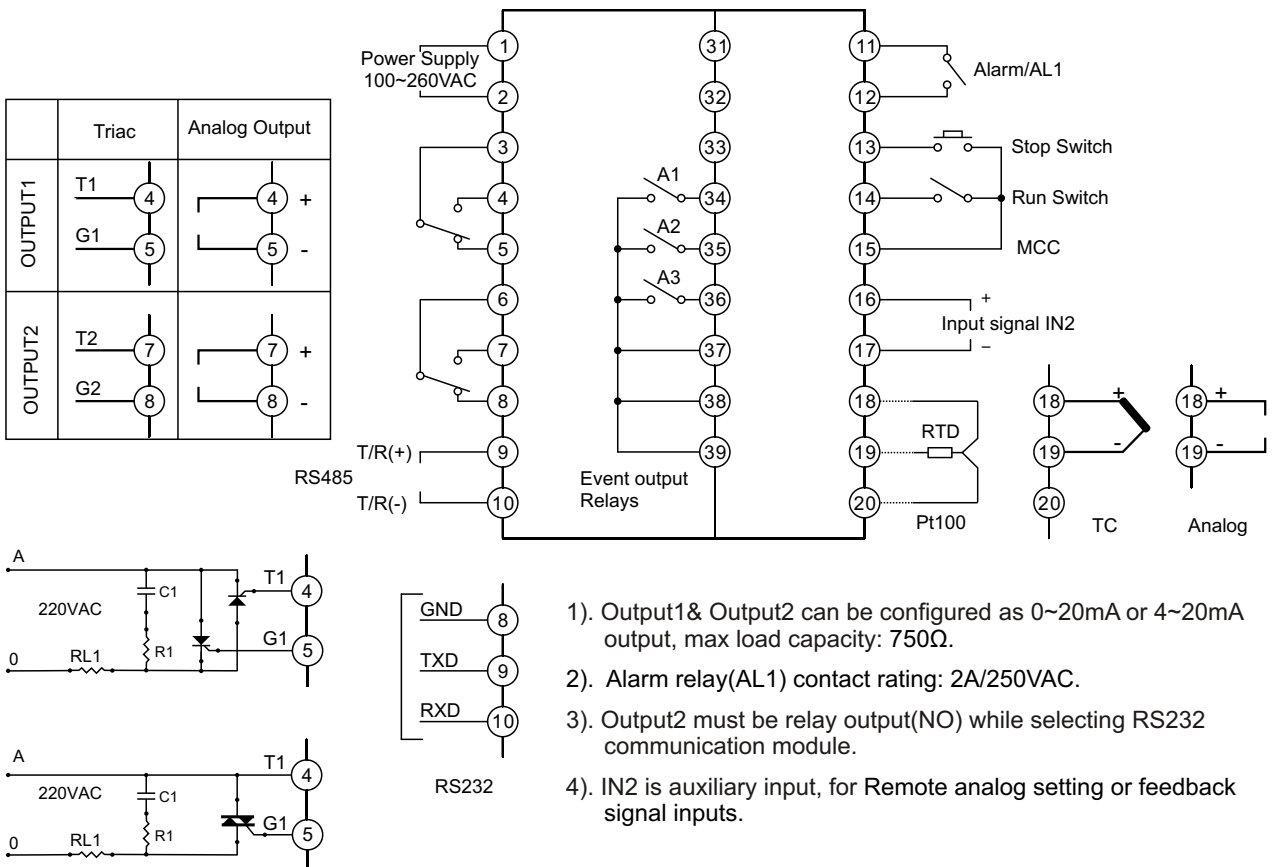 Power Supply
100~260VAC
1
2
3
4
5
6
7
8
9
10
T/R(+)
RS485
T/R(-)
31
32
33
34
35
36
37
38
39
A1
A2
A3
Event output
Relays
11
12
13
14
15
16
17
18
19
20
Alarm/AL1
Stop Switch
Run Switch
MCC
+
Input signal IN2
−
RTD
Pt100
18
+
19
-
20
TC
18
+
19
-
Analog
Triac
Analog Output
OUTPUT1
T1
4
G1
5
4
+
5
-
OUTPUT2
T2
7
G2
8
7
+
8
-
A
220VAC
C1
R1
0
RL1
T1
4
G1
5
A
220VAC
C1
R1
0
RL1
T1
4
G1
5
GND
8
TXD
9
RXD
10
RS232
1). Output1& Output2 can be configured as 0~20mA or 4~20mA
output, max load capacity: 750Ω.
2). Alarm relay(AL1) contact rating: 2A/250VAC.
3). Output2 must be relay output(NO) while selecting RS232
communication module.
4). IN2 is auxiliary input, for Remote analog setting or feedback
signal inputs.